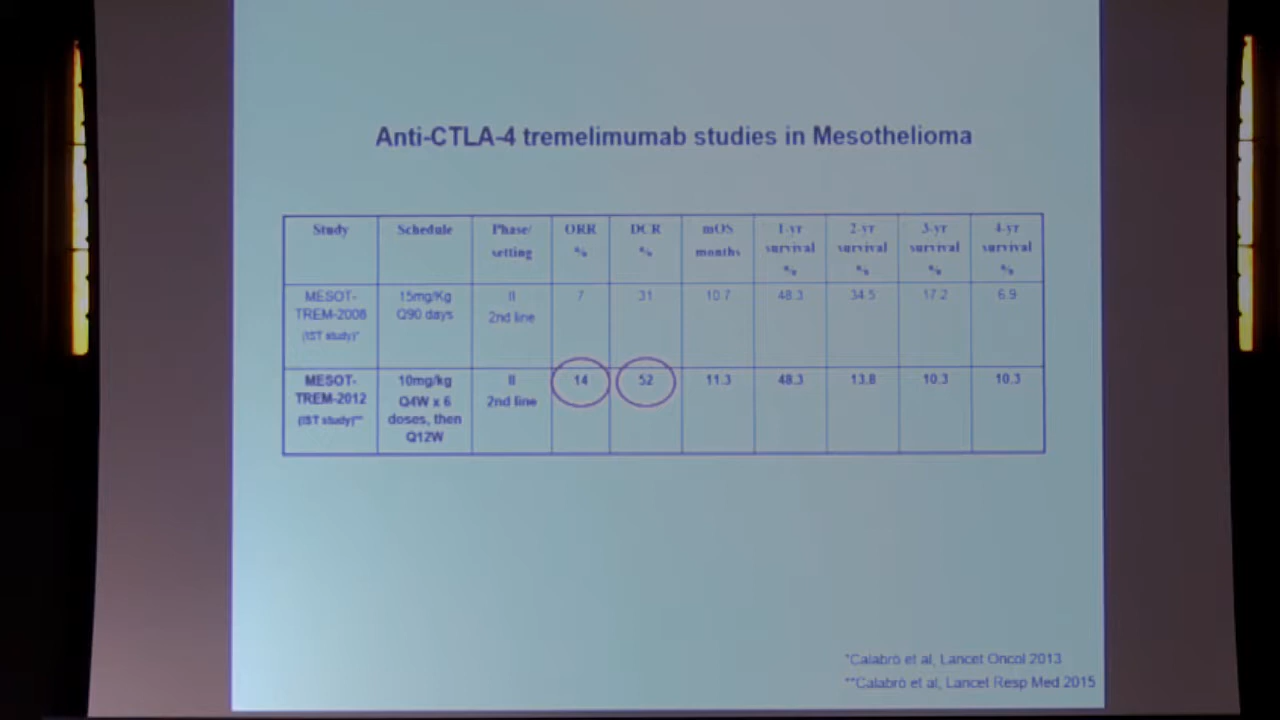 Anti-CTLA-4 tremelimumab studies in Mesothelioma
Study Schedule Phase/ setting ORR % DCR % mOS months 1-yr survival % 2-yr survival % 3-yr survival % 4-yr survival %
MESOT- 15mg/Kg II 7 31 10.7 48.3 34.5 17.2 6.9
TREM-2008 Q90 days 2nd line
(IST study)*
MESOT- 10mg/kg II 14 52 11.3 48.3 13.8 10.3 10.3
TREM-2012 Q4W x 6 2nd line
(IST study)** doses, then
Q12W
*Calabrò et al, Lancet Oncol 2013
**Calabrò et al, Lancet Resp Med 2015